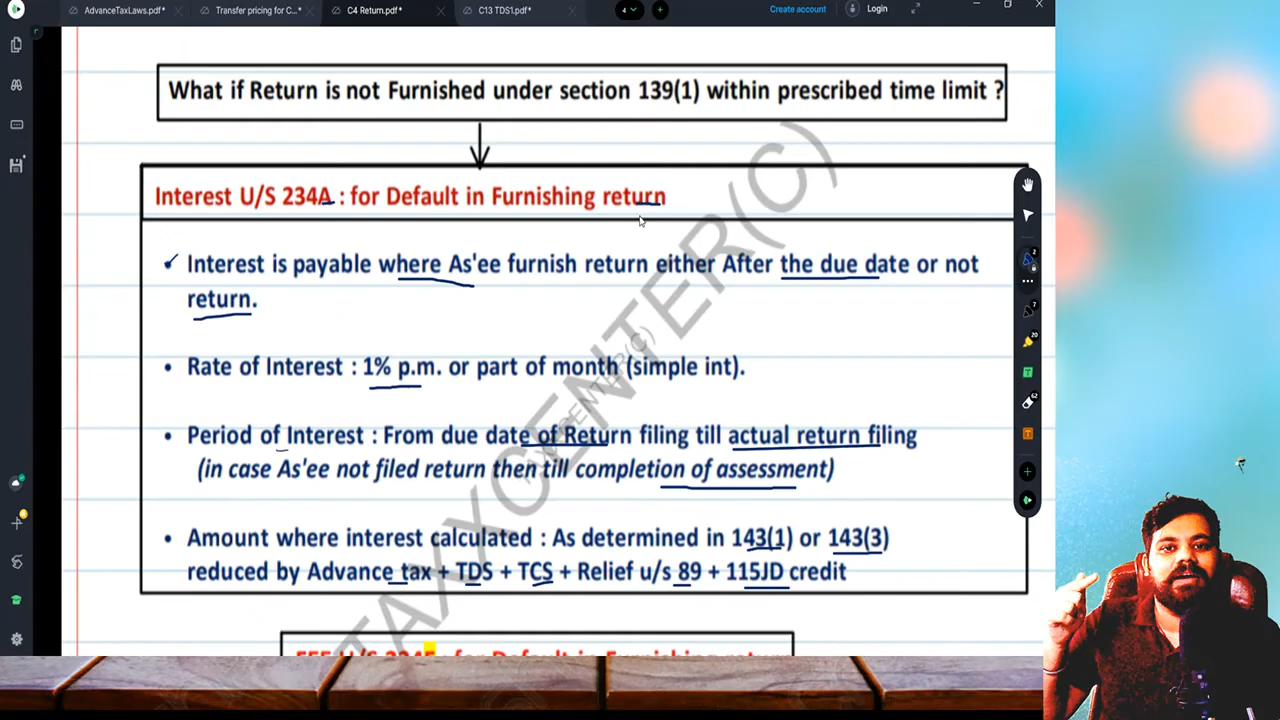 AdvanceTaxLaws.pdf*
Transfer pricing for C...*
C4 Return.pdf*
C13 TDS1.pdf*
4
Create account
Login
What if Return is not Furnished under section 139(1) within prescribed time limit ?
Interest U/S 234A : for Default in Furnishing return
Interest is payable where As'ee furnish return either After the due date or not
return.
• Rate of Interest : 1% p.m. or part of month (simple int).
• Period of Interest : From due date of Return filing till actual return filing
(in case As'ee not filed return then till completion of assessment)
• Amount where interest calculated : As determined in 143(1) or 143(3)
reduced by Advance tax + TDS + TCS + Relief u/s 89 + 115JD credit
TAXCENTER(C)